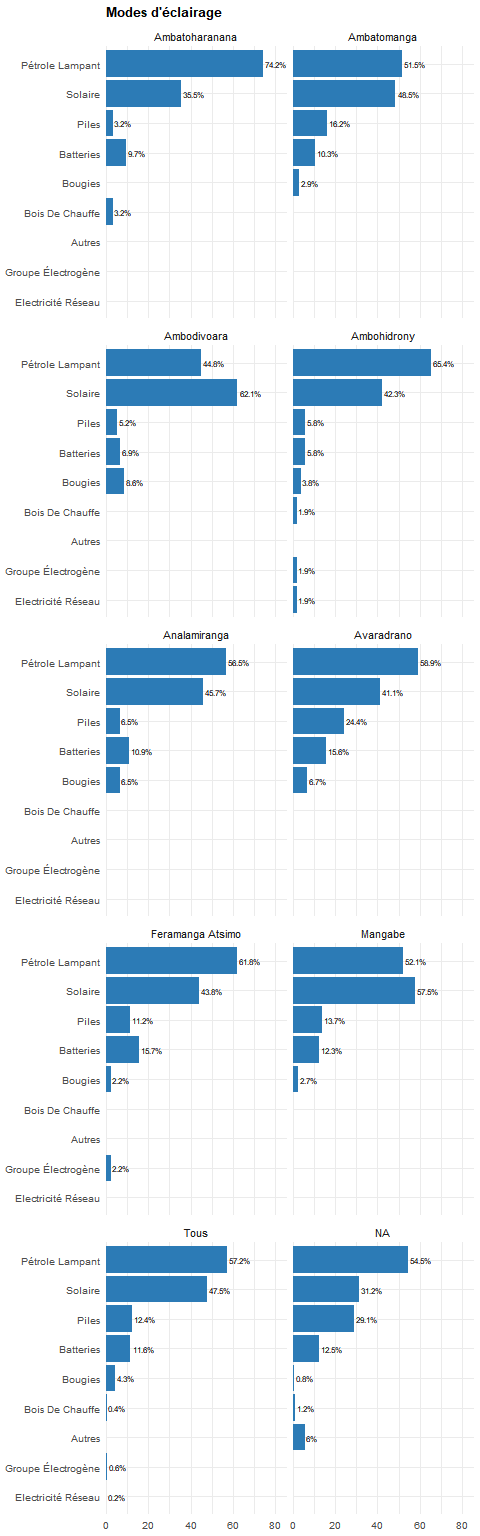 Modes d'éclairage
Ambatoharanana Ambatomanga
Pétrole Lampant 74.2% 51.5%
Solaire 35.5% 48.5%
Piles 3.2% 16.2%
Batteries 9.7% 10.3%
Bougies 2.9%
Bois De Chauffe 3.2%
Autres
Groupe Électrogène
Electricité Réseau
Ambodivoara Ambohidrony
Pétrole Lampant 44.8% 65.4%
Solaire 62.1% 42.3%
Piles 5.2% 5.8%
Batteries 6.9% 5.8%
Bougies 8.6% 3.8%
Bois De Chauffe 1.9%
Autres
Groupe Électrogène 1.9%
Electricité Réseau 1.9%
Analamiranga Avaradrano
Pétrole Lampant 56.5% 58.9%
Solaire 45.7% 41.1%
Piles 6.5% 24.4%
Batteries 10.9% 15.6%
Bougies 6.5% 6.7%
Bois De Chauffe
Autres
Groupe Électrogène
Electricité Réseau
Feramanga Atsimo Mangabe
Pétrole Lampant 61.8% 52.1%
Solaire 43.8% 57.5%
Piles 11.2% 13.7%
Batteries 15.7% 12.3%
Bougies 2.2% 2.7%
Bois De Chauffe
Autres
Groupe Électrogène 2.2%
Electricité Réseau
Tous NA
Pétrole Lampant 57.2% 54.5%
Solaire 47.5% 31.2%
Piles 12.4% 29.1%
Batteries 11.6% 12.5%
Bougies 4.3% 0.8%
Bois De Chauffe 0.4% 1.2%
Autres 6%
Groupe Électrogène 0.6%
Electricité Réseau 0.2%
0 20 40 60 80 0 20 40 60 80